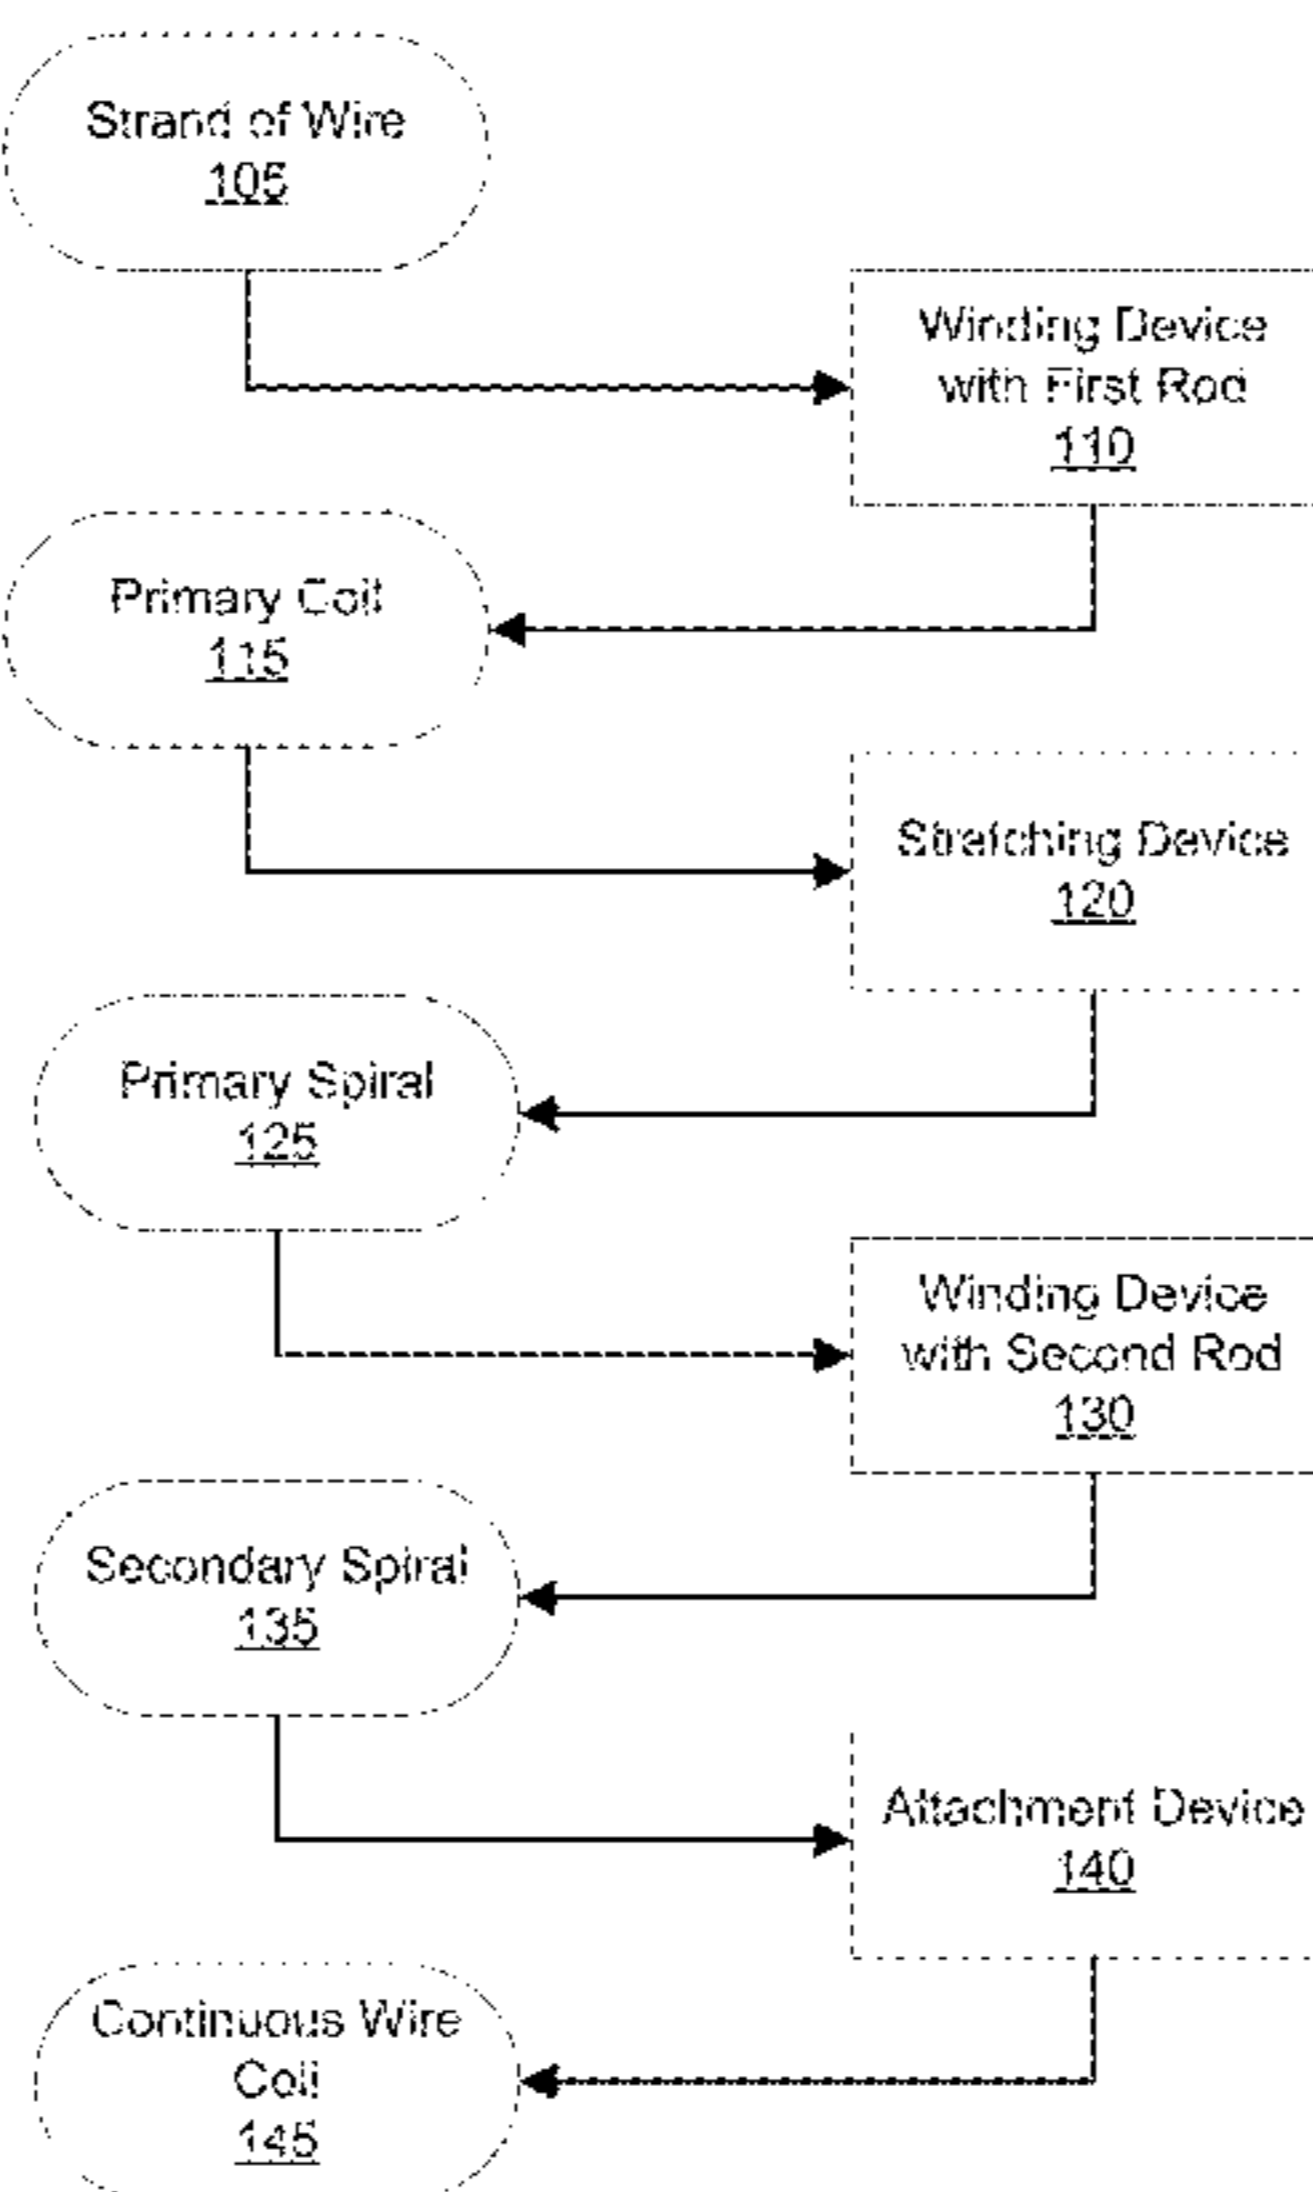 Strand of Wire
105
Winding Device
with First Rod
110
Primary Coil
115
Stretching Device
120
Primary Spiral
125
Winding Device
with Second Rod
130
Secondary Spiral
135
Attachment Device
140
Continuous Wire
Coil
145